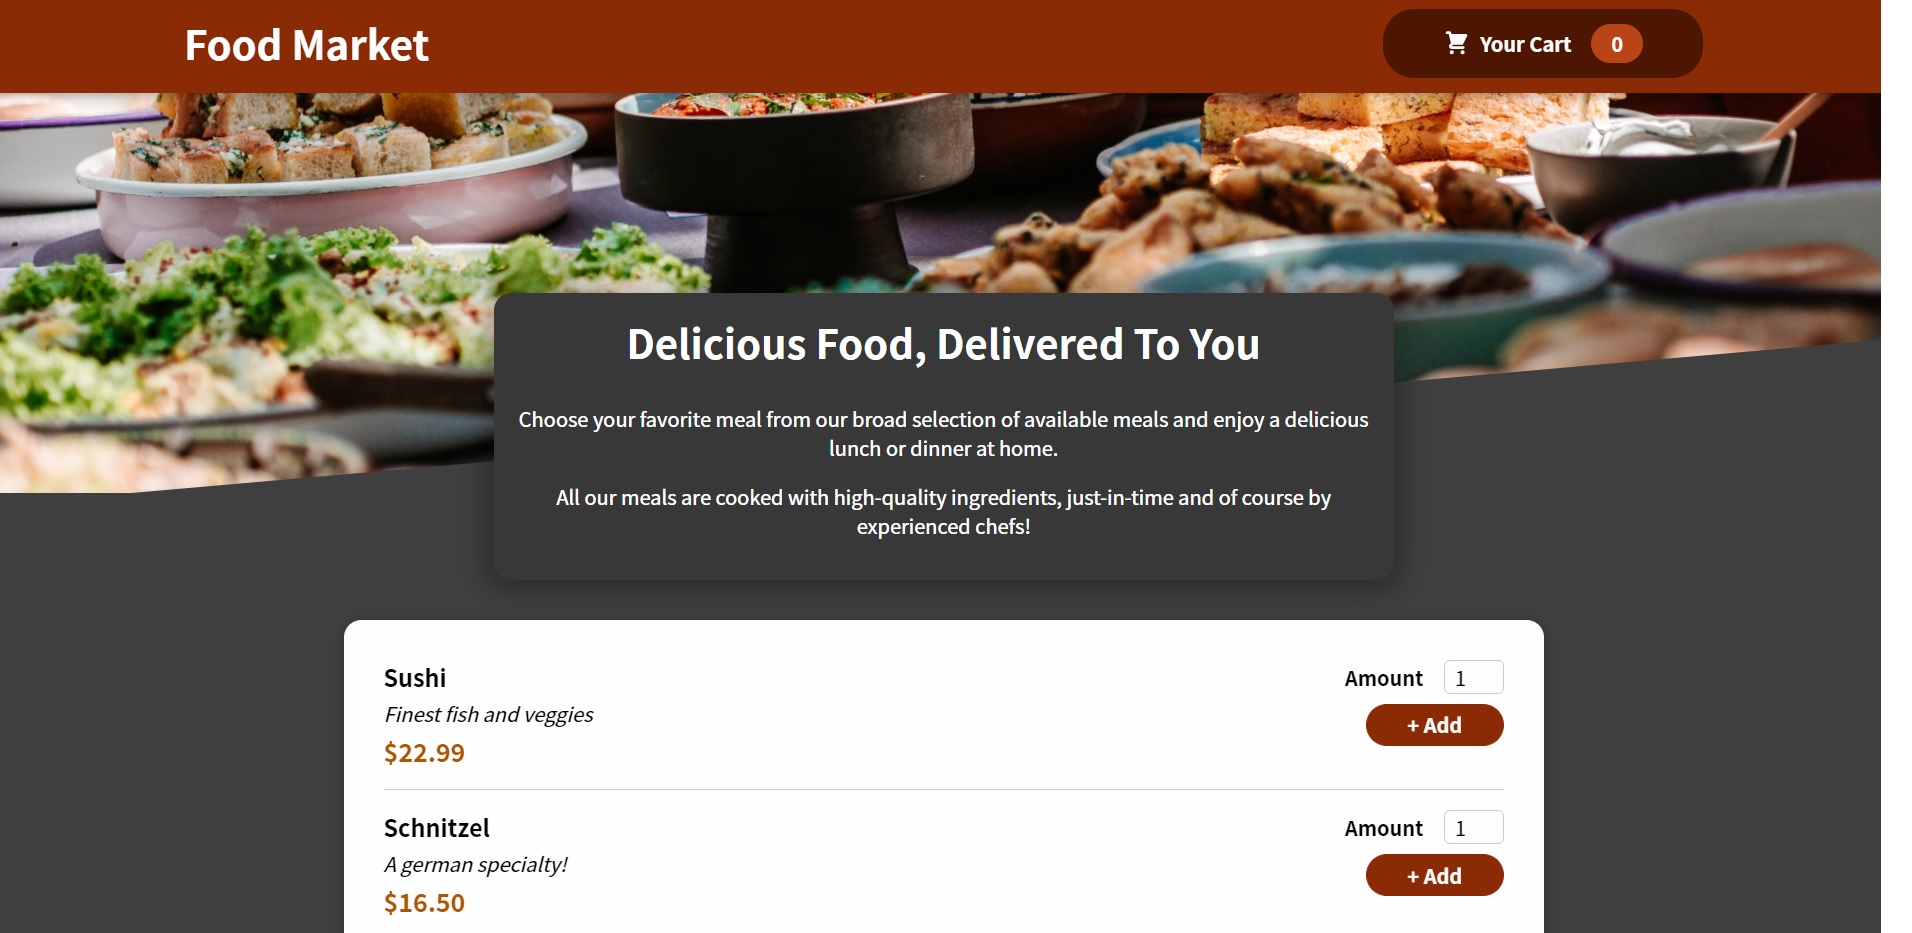 Food Market
Your Cart 0
Delicious Food, Delivered To You
Choose your favorite meal from our broad selection of available meals and enjoy a delicious
lunch or dinner at home.
All our meals are cooked with high-quality ingredients, just-in-time and of course by
experienced chefs!
Sushi
Amount 1
Finest fish and veggies
+ Add
$22.99
Schnitzel
Amount 1
A german specialty!
+ Add
$16.50